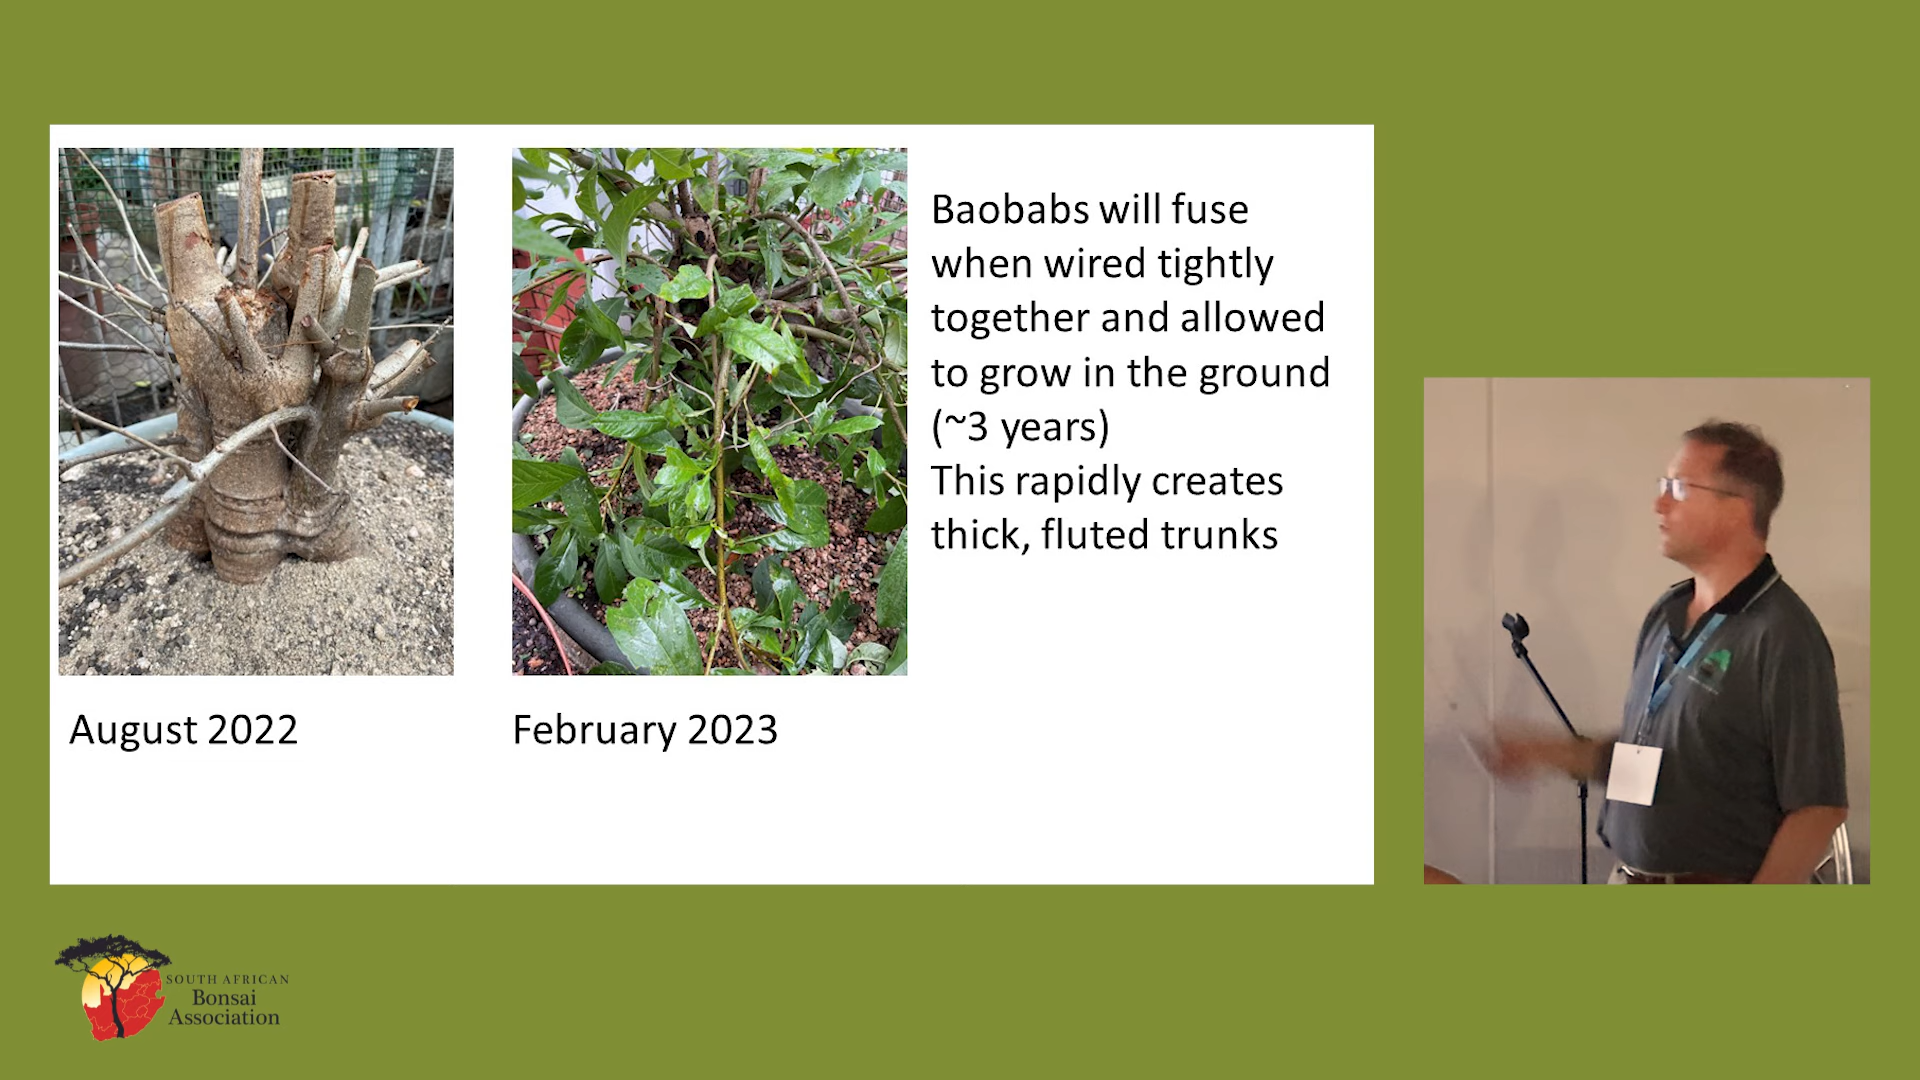 Baobabs will fuse
when wired tightly
together and allowed
to grow in the ground
(~3 years)
This rapidly creates
thick, fluted trunks
August 2022
February 2023
SOUTH AFRICAN
Bonsai
Association